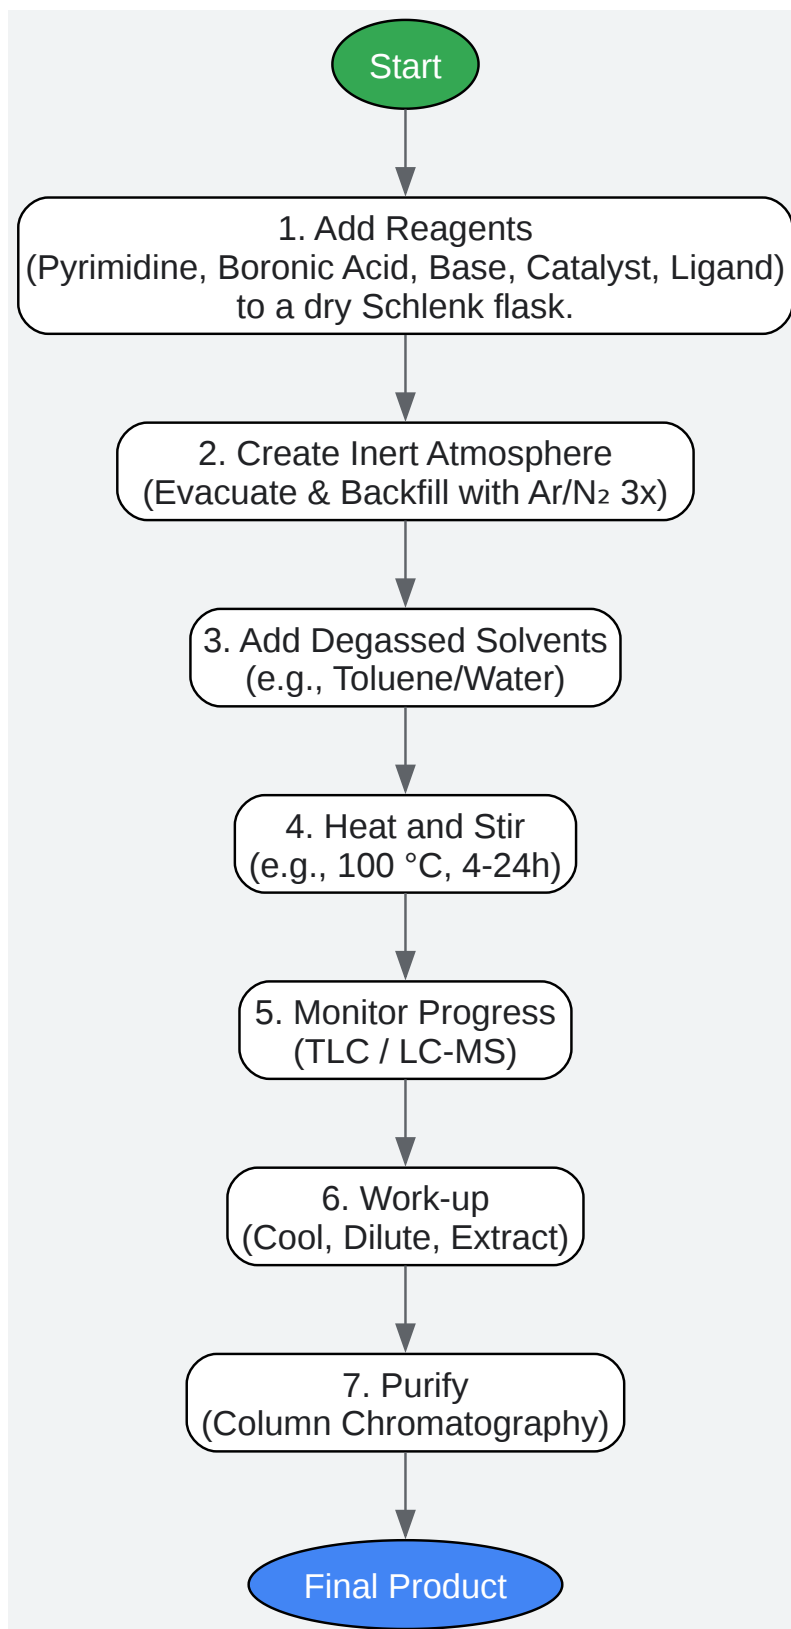 Start
1. Add Reagents
(Pyrimidine, Boronic Acid, Base, Catalyst, Ligand)
to a dry Schlenk flask.
2. Create Inert Atmosphere
(Evacuate & Backfill with Ar/N₂ 3x)
3. Add Degassed Solvents
(e.g., Toluene/Water)
4. Heat and Stir
(e.g., 100 °C, 4-24h)
5. Monitor Progress
(TLC / LC-MS)
6. Work-up
(Cool, Dilute, Extract)
7. Purify
(Column Chromatography)
Final Product